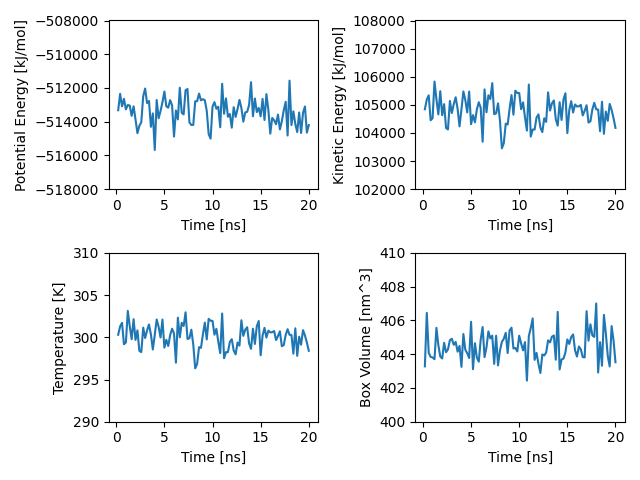 Potential Energy [kJ/mol]
−508000
−510000
−512000
−514000
−516000
−518000
0 5 10 15 20
Time [ns]
Kinetic Energy [kJ/mol]
108000
107000
106000
105000
104000
103000
102000
0 5 10 15 20
Time [ns]
Temperature [K]
310
305
300
295
290
0 5 10 15 20
Time [ns]
Box Volume [nm^3]
410
408
406
404
402
400
0 5 10 15 20
Time [ns]